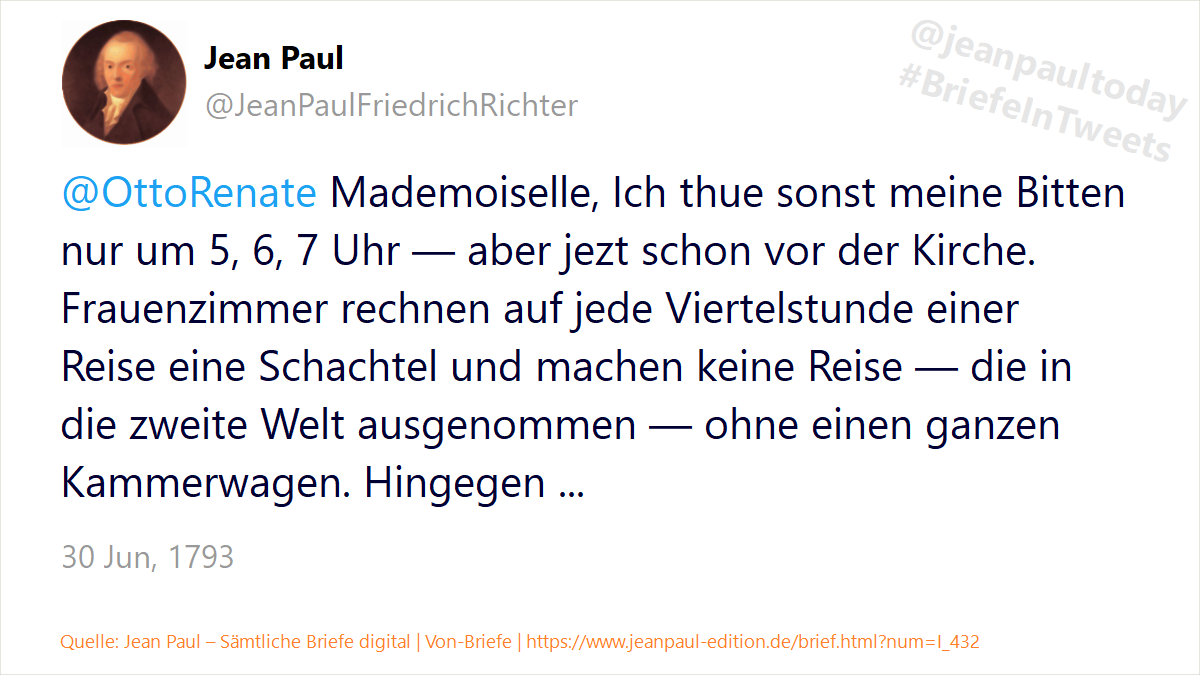 Jean Paul
@JeanPaulFriedrichRichter
@jeanpaultoday
#BriefeInTweets
@OttoRenate Mademoiselle, Ich thue sonst meine Bitten
nur um 5, 6, 7 Uhr — aber jezt schon vor der Kirche.
Frauenzimmer rechnen auf jede Viertelstunde einer
Reise eine Schachtel und machen keine Reise — die in
die zweite Welt ausgenommen — ohne einen ganzen
Kammerwagen. Hingegen ...
30 Jun, 1793
Quelle: Jean Paul – Sämtliche Briefe digital | Von-Briefe | https://www.jeanpaul-edition.de/brief.html?num=I_432